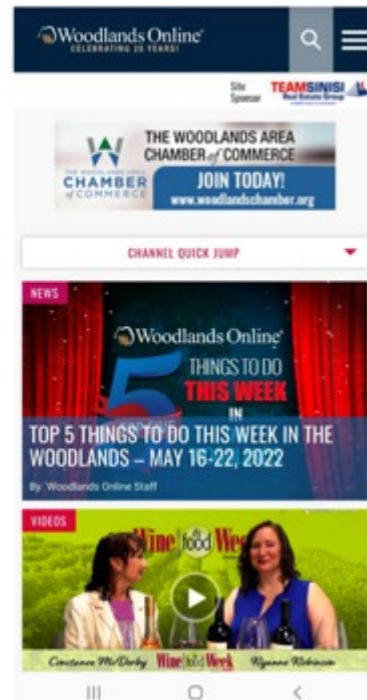 Woodlands Online
CELEBRATING 25 YEARS!
Site
Sponsor
TEAMSINISI
Real Estate Group
THE WOODLANDS AREA
CHAMBER of COMMERCE
THE WOODLANDS AREA
CHAMBER
of COMMERCE
JOIN TODAY!
www.woodlandschamber.org
CHANNEL QUICK JUMP
NEWS
Woodlands Online
5
THINGS TO DO
THIS WEEK
IN
TOP 5 THINGS TO DO THIS WEEK IN THE
WOODLANDS – MAY 16-22, 2022
By: Woodlands Online Staff
VIDEOS
Wine & food Week
Constance McDerby
Wine food Week